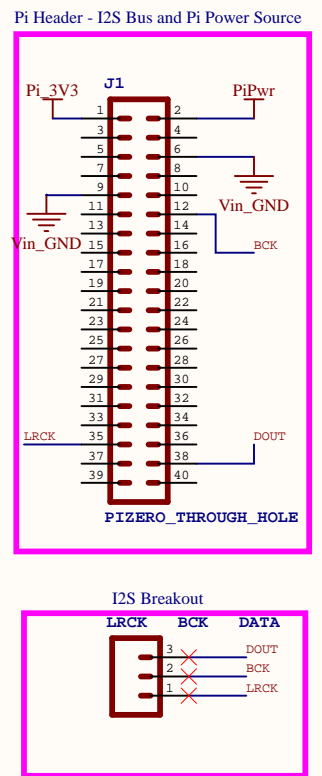 Pi Header - I2S Bus and Pi Power Source
J1
Pi_3V3
PiPwr
1 2
3 4
5 6
7 8
9 10
Vin_GND
11 12
13 14
Vin_GND
BCK
15 16
17 18
19 20
21 22
23 24
25 26
27 28
29 30
31 32
33 34
LRCK
35 36
DOUT
37 38
39 40
PIZERO_THROUGH_HOLE
I2S Breakout
LRCK BCK DATA
3 DOUT
2 BCK
1 LRCK